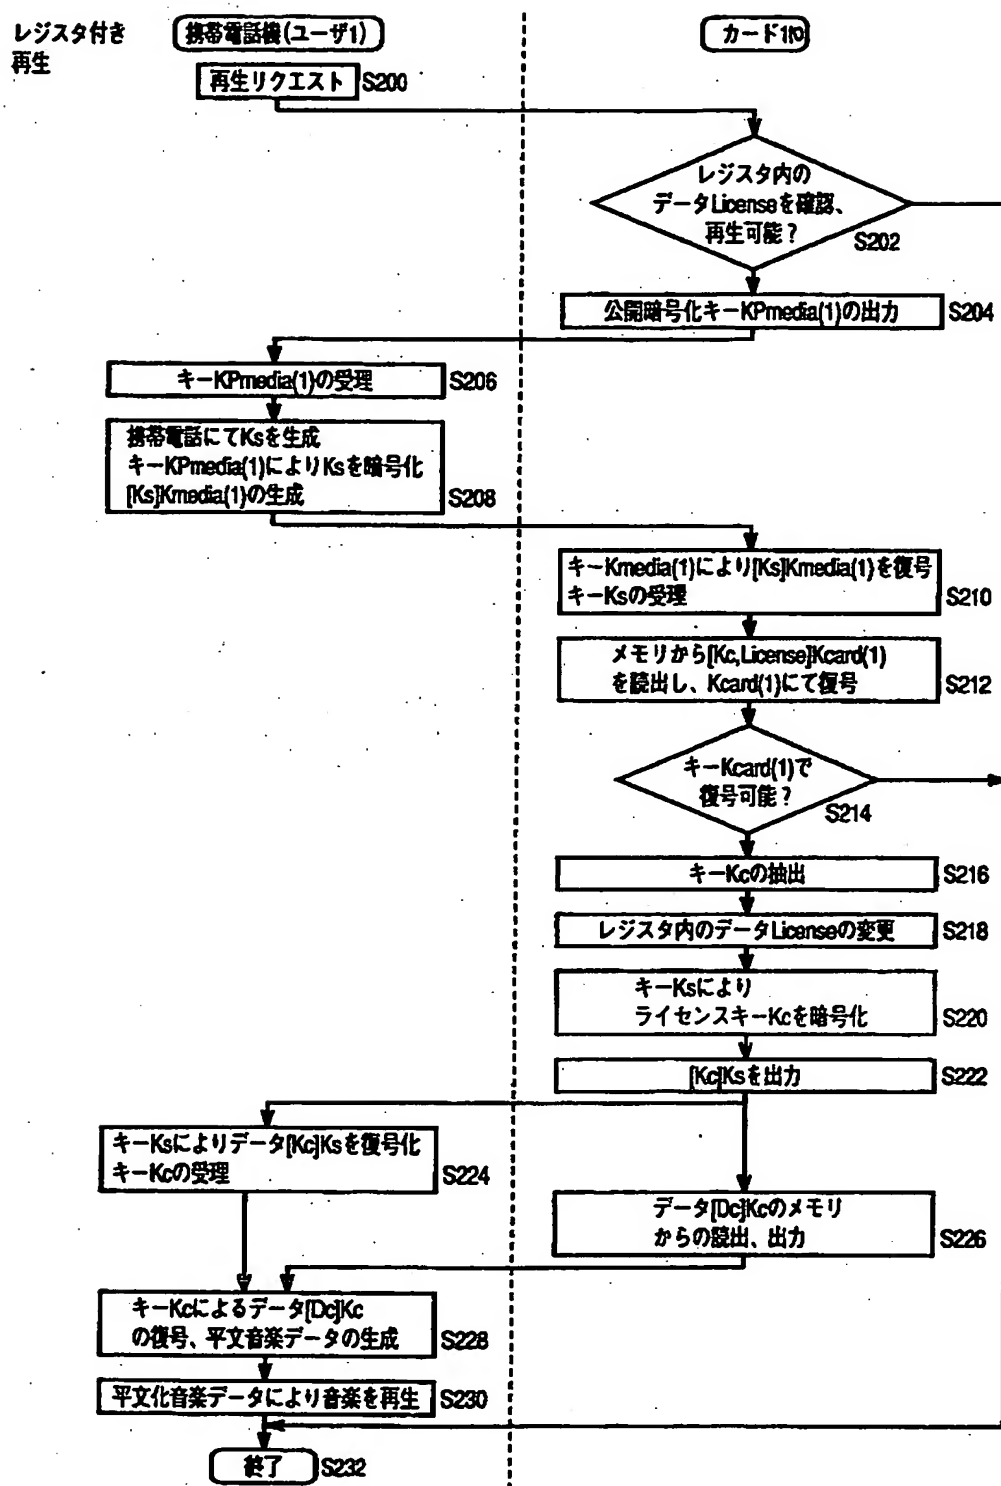 レジスタ付き
再生
携帯電話機(ユーザ1)
カード110
再生リクエスト
S200
レジスタ内の
データLicenseを確認、
再生可能？
S202
公開暗号化キーKPmedia(1)の出力
S204
キーKPmedia(1)の受理
S206
携帯電話にてKsを生成
キーKPmedia(1)によりKsを暗号化
[Ks]Kmedia(1)の生成
S208
キーKmedia(1)により[Ks]Kmedia(1)を復号
キーKsの受理
S210
メモリから[Kc,License]Kcard(1)
を読出し、Kcard(1)にて復号
S212
キーKcard(1)で
復号可能？
S214
キーKcの抽出
S216
レジスタ内のデータLicenseの変更
S218
キーKsにより
ライセンスキーKcを暗号化
S220
[Kc]Ksを出力
S222
キーKsによりデータ[Kc]Ksを復号化
キーKcの受理
S224
データ[Dc]Kcのメモリ
からの読出、出力
S226
キーKcによるデータ[Dc]Kc
の復号、平文音楽データの生成
S228
平文化音楽データにより音楽を再生
S230
終了
S232